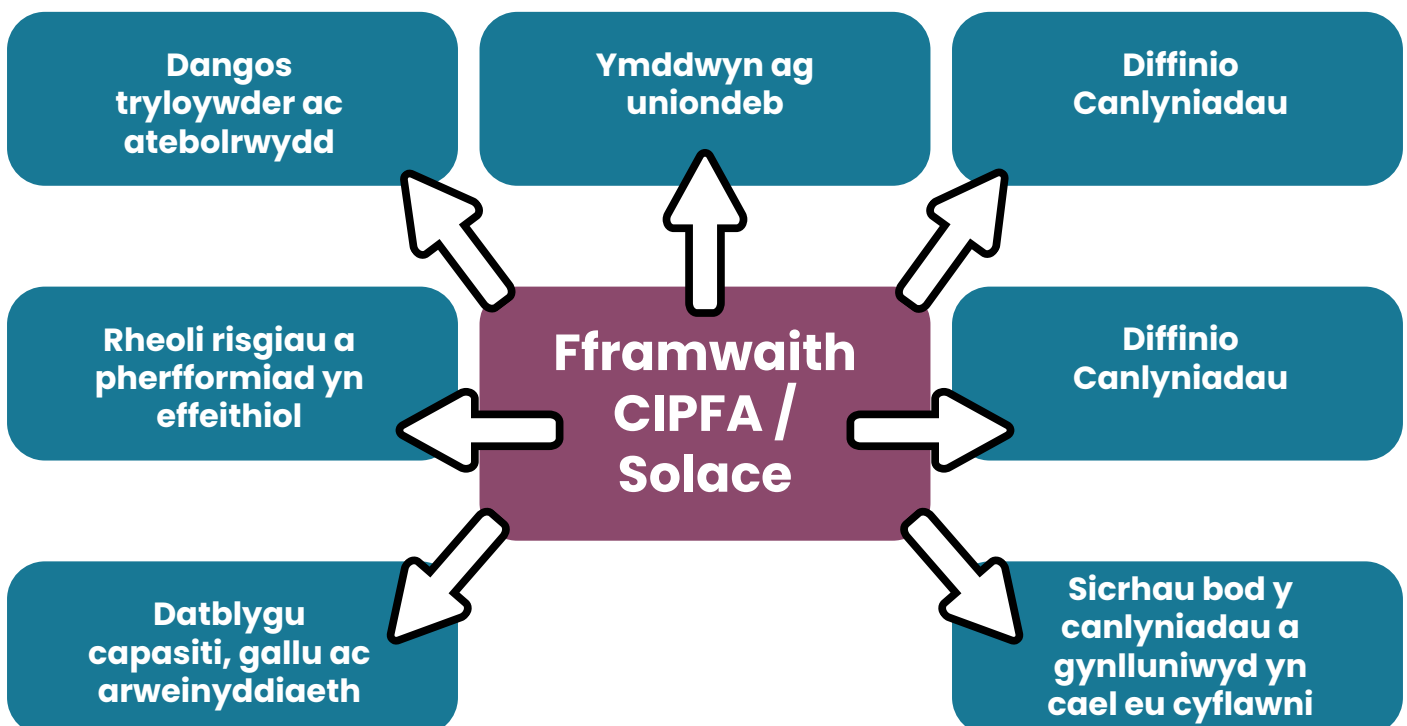 Dangos
tryloywder ac
atebolrwydd
Ymddwyn ag
uniondeb
Diffinio
Canlyniadau
Rheoli risgiau a
pherfformiad yn
effeithiol
Fframwaith
CIPFA /
Solace
Diffinio
Canlyniadau
Datblygu
capasiti, gallu ac
arweinyddiaeth
Sicrhau bod y
canlyniadau a
gynlluniwyd yn
cael eu cyflawni